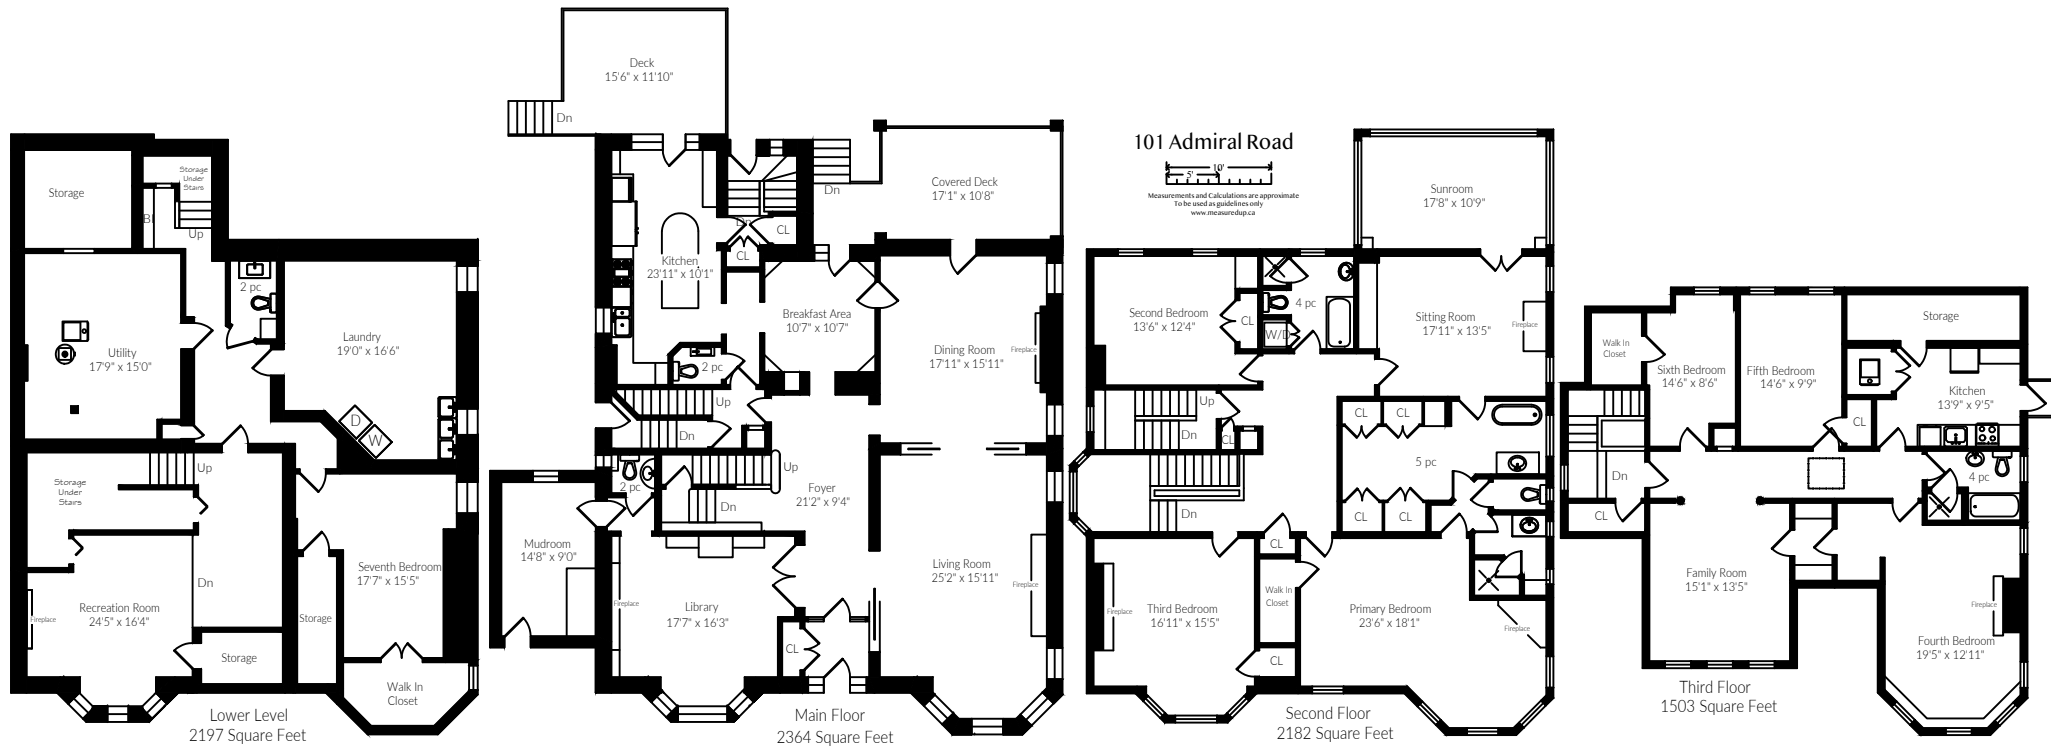 Storage
Storage
Under
Stairs
Up
2 pc
Utility
17'9" x 15'0"
Laundry
19'0" x 16'6"
D
W
Storage
Under
Stairs
Up
Dn
Seventh Bedroom
17'7" x 15'5"
Recreation Room
24'5" x 16'4"
Fireplace
Storage
Storage
Walk In
Closet
Lower Level
2197 Square Feet
Deck
15'6" x 11'10"
Dn
Dn
Covered Deck
17'1" x 10'8"
Dn
CL
CL
Kitchen
23'11" x 10'1"
Breakfast Area
10'7" x 10'7"
Dining Room
17'11" x 15'11"
Fireplace
2 pc
Up
Dn
2 pc
Up
Dn
Foyer
21'2" x 9'4"
Mudroom
14'8" x 9'0"
Library
17'7" x 16'3"
Fireplace
Living Room
25'2" x 15'11"
Fireplace
CL
Main Floor
2364 Square Feet
101 Admiral Road
10'
5'
Measurements and Calculations are approximate
To be used as guidelines only
www.measuredup.ca
Sunroom
17'8" x 10'9"
Second Bedroom
13'6" x 12'4"
CL
4 pc
W/D
Sitting Room
17'11" x 13'5"
Fireplace
Up
Dn
CL
Dn
CL
CL
5 pc
CL
CL
CL
Walk In
Closet
CL
Third Bedroom
16'11" x 15'5"
Fireplace
Primary Bedroom
23'6" x 18'1"
Fireplace
Second Floor
2182 Square Feet
Walk In
Closet
Sixth Bedroom
14'6" x 8'6"
Fifth Bedroom
14'6" x 9'9"
Storage
Kitchen
13'9" x 9'5"
CL
Dn
CL
4 pc
Family Room
15'1" x 13'5"
Fireplace
Fourth Bedroom
19'5" x 12'11"
Third Floor
1503 Square Feet